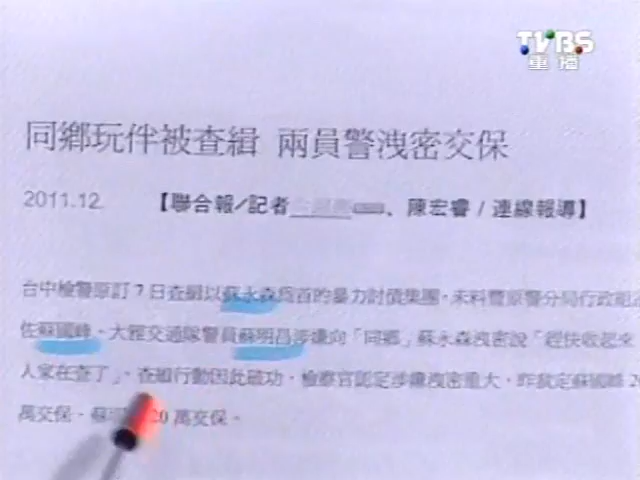 TVBS
重播
同鄉玩伴被查緝 兩員警洩密交保
2011.12. 【聯合報/記者 、陳宏睿/連線報導】
台中檢警原訂7日查緝以蘇永森為首的暴力討債集團,未料豐原警分局行政組
佐蘇國峰、大雅交通隊警員蘇明昌涉嫌向「同鄉」蘇永森洩密說「趕快收起來
人家在查了」,查緝行動因此破功。檢察官認定涉嫌洩密重大,昨裁定蘇國峰2
萬交保、蘇 20萬交保。